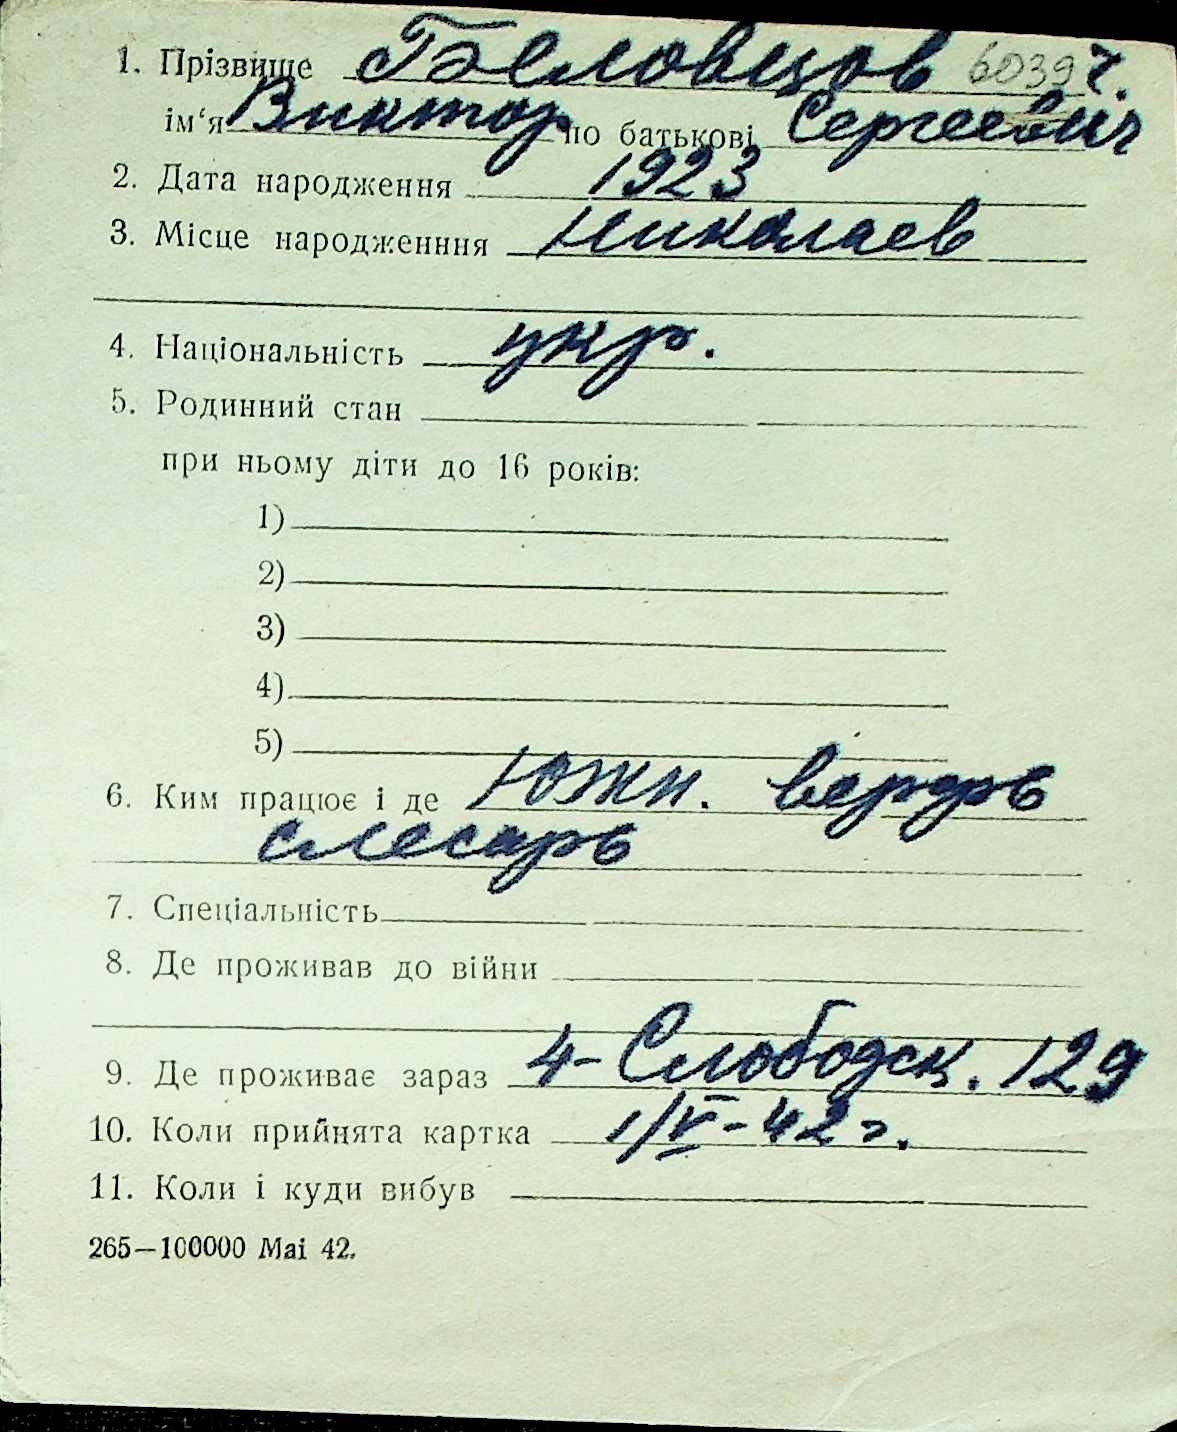 1. Прізвище Беловцов 6039 ч.
ім‘я Виктор по батькові Сергеевич
2. Дата народження 1923
3. Місце народженння Николаев
4. Національність укр.
5. Родинний стан
при ньому діти до 16 років:
1)
2)
3)
4)
5)
6. Ким працює і де Южн. верфь
слесарь
7. Спеціальність
8. Де проживав до війни
9. Де проживає зараз 4- Слободск. 129
10. Коли прийнята картка 1/V-42 г.
11. Коли і куди вибув
265—100000 Mai 42.